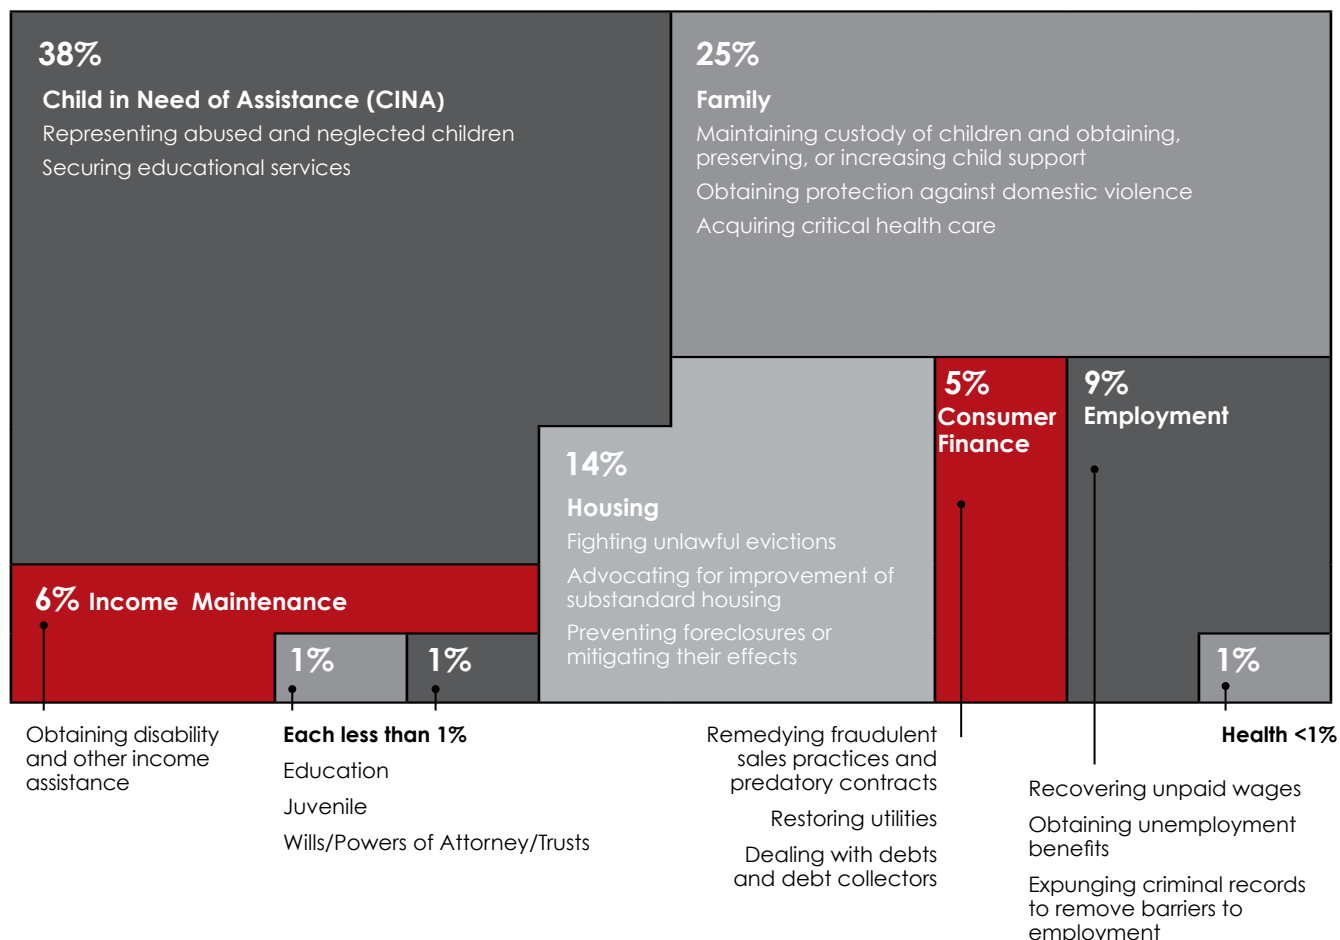 38%
Child in Need of Assistance (CINA)
Representing abused and neglected children
Securing educational services
25%
Family
Maintaining custody of children and obtaining,
preserving, or increasing child support
Obtaining protection against domestic violence
Acquiring critical health care
14%
Housing
Fighting unlawful evictions
Advocating for improvement of
substandard housing
Preventing foreclosures or
mitigating their effects
5%
Consumer
Finance
9%
Employment
6% Income Maintenance
1%
1%
1%
Obtaining disability
and other income
assistance
Each less than 1%
Education
Juvenile
Wills/Powers of Attorney/Trusts
Remedying fraudulent
sales practices and
predatory contracts
Restoring utilities
Dealing with debts
and debt collectors
Health <1%
Recovering unpaid wages
Obtaining unemployment
benefits
Expunging criminal records
to remove barriers to
employment